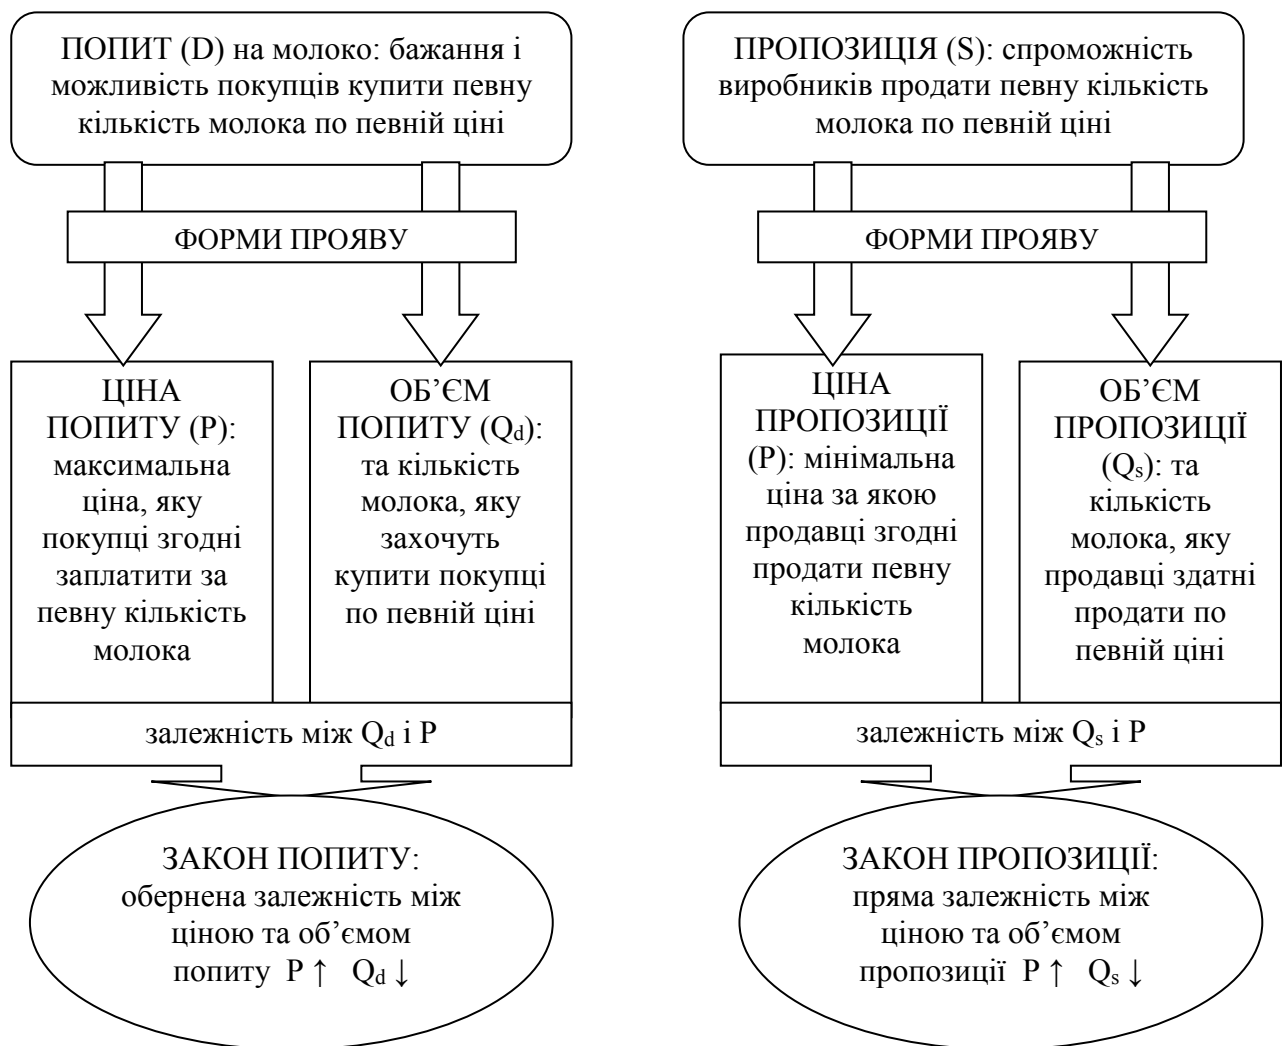 ПОПИТ (D) на молоко: бажання і
можливість покупців купити певну
кількість молока по певній ціні
ФОРМИ ПРОЯВУ
ЦІНА
ПОПИТУ (P):
максимальна
ціна, яку
покупці згодні
заплатити за
певну кількість
молока
ОБ’ЄМ
ПОПИТУ (Qd):
та кількість
молока, яку
захочуть
купити покупці
по певній ціні
залежність між Qd і P
ЗАКОН ПОПИТУ:
обернена залежність між
ціною та об’ємом
попиту P ↑ Qd ↓
ПРОПОЗИЦІЯ (S): спроможність
виробників продати певну кількість
молока по певній ціні
ФОРМИ ПРОЯВУ
ЦІНА
ПРОПОЗИЦІЇ
(P): мінімальна
ціна за якою
продавці згодні
продати певну
кількість
молока
ОБ’ЄМ
ПРОПОЗИЦІЇ
(Qs): та
кількість
молока, яку
продавці здатні
продати по
певній ціні
залежність між Qs і P
ЗАКОН ПРОПОЗИЦІЇ:
пряма залежність між
ціною та об’ємом
пропозиції P ↑ Qs ↓